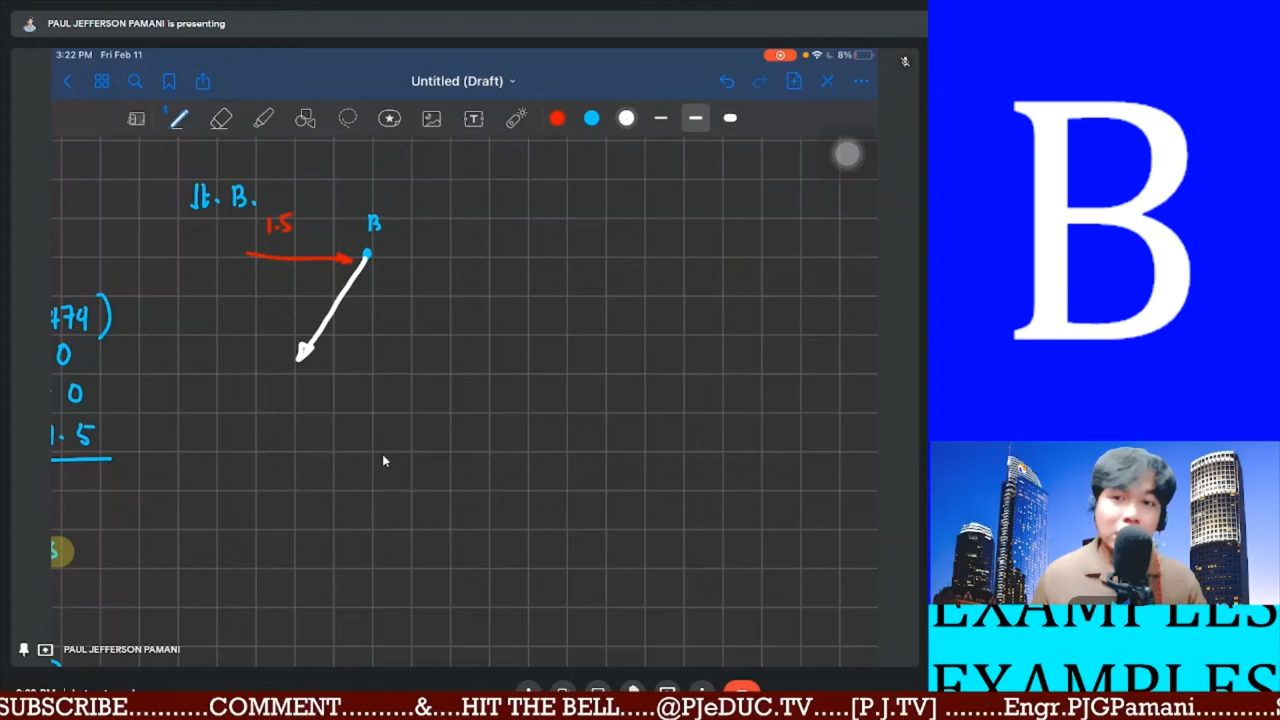 PAUL JEFFERSON PAMANI is presenting
3:22 PM Fri Feb 11
8%
Untitled (Draft)
Jt. B.
1.5
B
474)
0
0
1.5
B
PAUL JEFFERSON PAMANI
EXAMPLES
EXAMPLES
SUBSCRIBE..........COMMENT.........&....HIT THE BELL.....@PJeDUC.TV.....[P.J.TV] ........Engr.PJGPamani